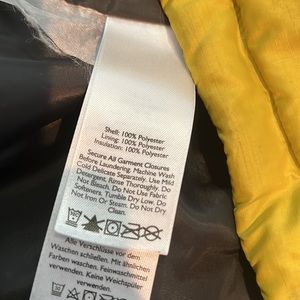 Shell: 100% Polyester
Lining: 100% Polyester
Insulation: 100% Polyester
Secure All Garment Closures
Before Laundering. Machine Wash
Cold Delicate Separately. Use Mild
Detergent. Rinse Thoroughly. Do
Not Bleach. Do Not Use Fabric
Softeners. Tumble Dry Low. Do
Not Iron Or Steam. Do Not Dry
Clean.
Alle Verschlüsse vor dem
Waschen schließen. Mit ähnlichen
Farben waschen. Feinwaschmittel
verwenden. Keine Weichspüler